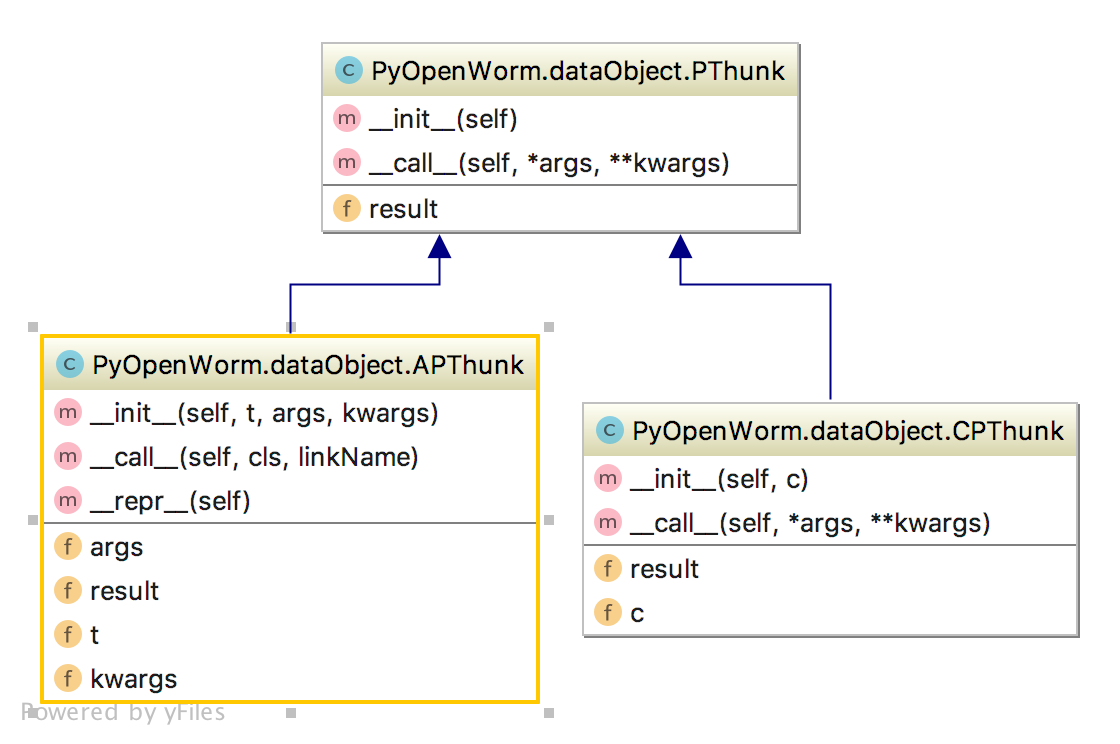 C PyOpenWorm.dataObject.PThunk
m __init__(self)
m __call__(self, *args, **kwargs)
f result
C PyOpenWorm.dataObject.APThunk
m __init__(self, t, args, kwargs)
m __call__(self, cls, linkName)
m __repr__(self)
f args
f result
f t
f kwargs
C PyOpenWorm.dataObject.CPThunk
m __init__(self, c)
m __call__(self, *args, **kwargs)
f result
f c
Powered by yFiles